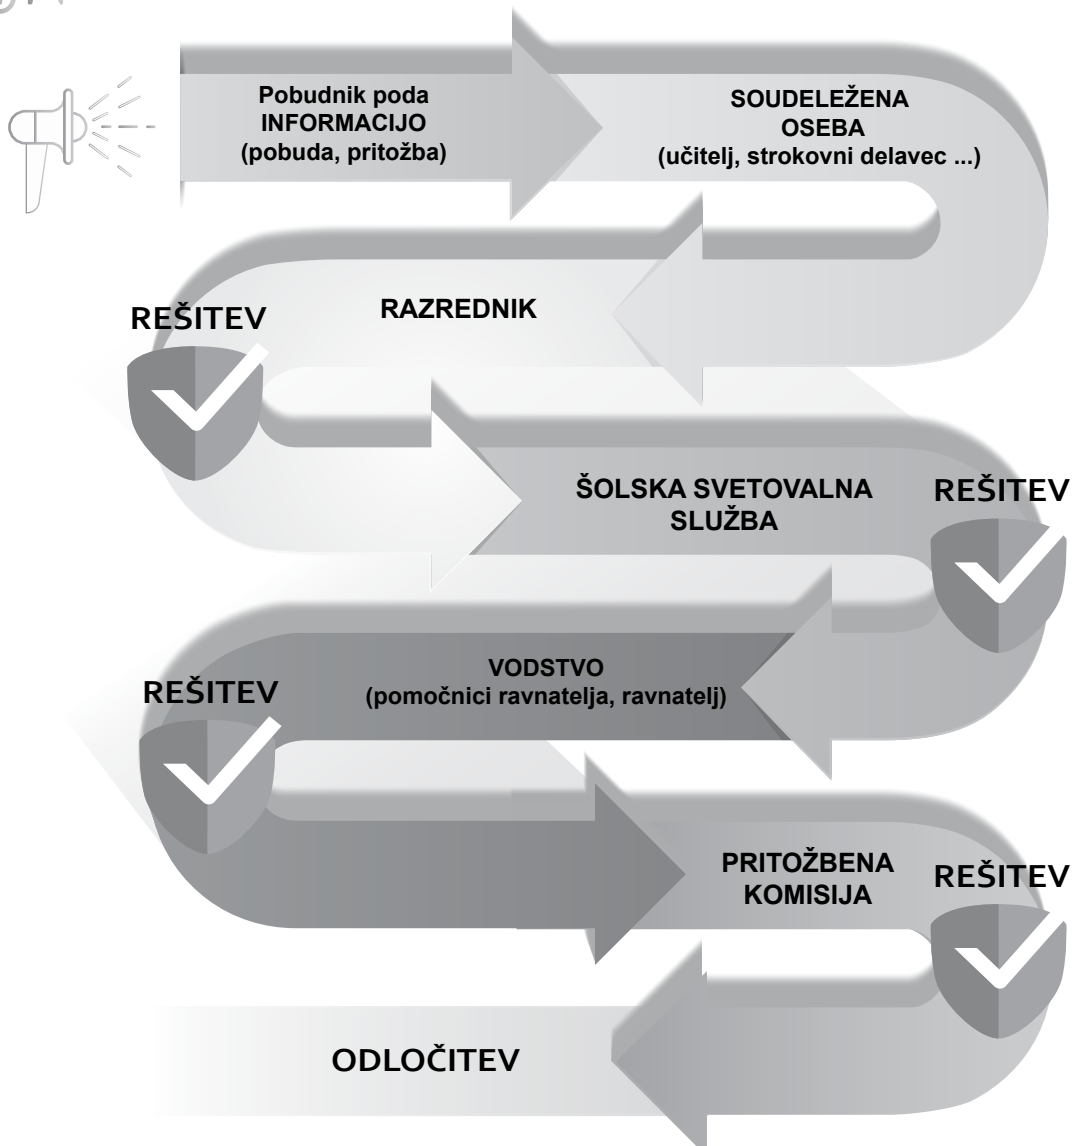 Pobudnik poda
INFORMACIJO
(pobuda, pritožba)
SOUDELEŽENA
OSEBA
(učitelj, strokovni delavec ...)
REŠITEV
RAZREDNIK
ŠOLSKA SVETOVALNA
SLUŽBA
REŠITEV
REŠITEV
VODSTVO
(pomočnici ravnatelja, ravnatelj)
PRITOŽBENA
KOMISIJA
REŠITEV
ODLOČITEV